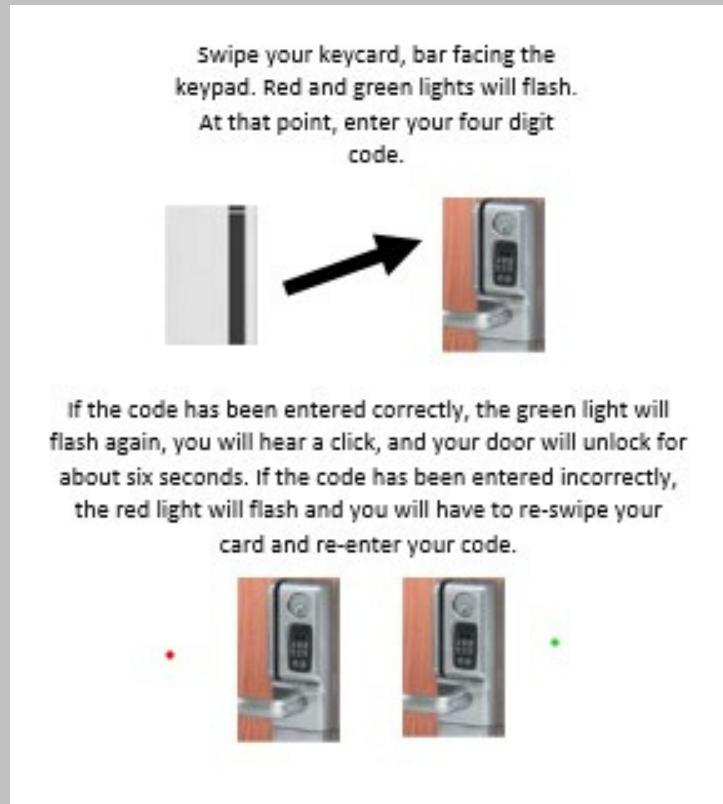 Swipe your keycard, bar facing the
keypad. Red and green lights will flash.
At that point, enter your four digit
code.
If the code has been entered correctly, the green light will
flash again, you will hear a click, and your door will unlock for
about six seconds. If the code has been entered incorrectly,
the red light will flash and you will have to re-swipe your
card and re-enter your code.